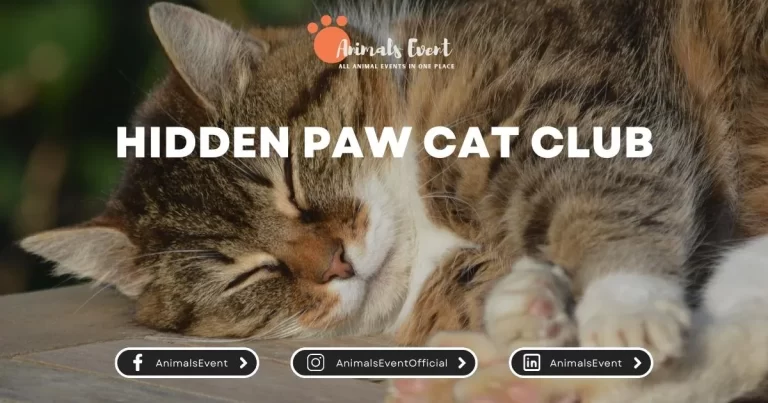 Animals Event
ALL ANIMAL EVENTS IN ONE PLACE
HIDDEN PAW CAT CLUB
AnimalsEvent
AnimalsEventOfficial
AnimalsEvent